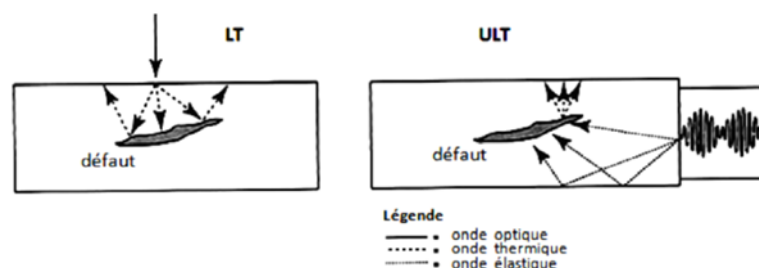 LT
ULT
défaut
défaut
Légende
onde optique
onde thermique
onde élastique